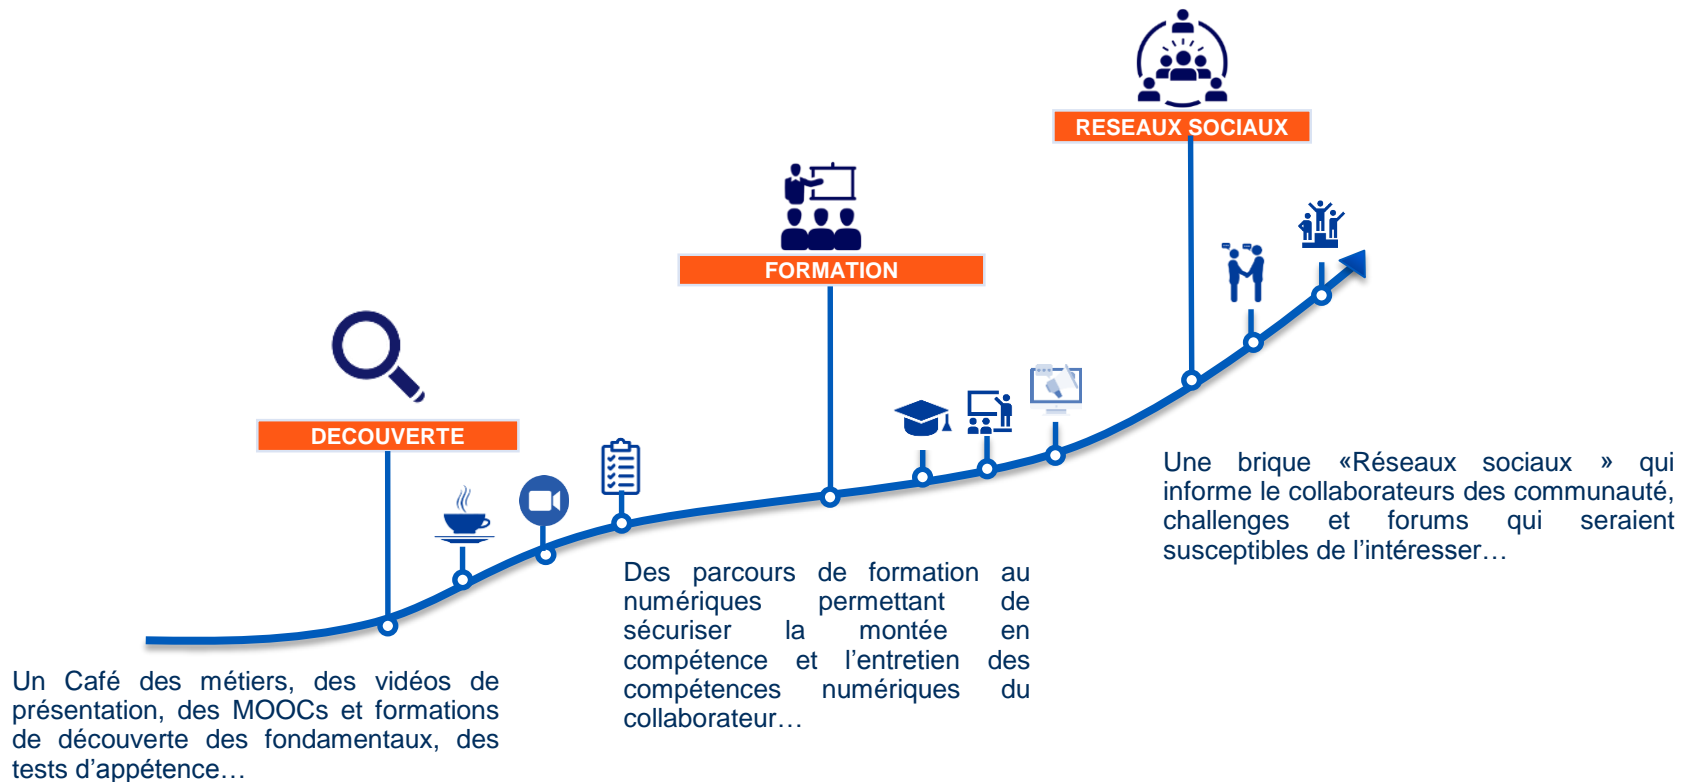 RESEAUX SOCIAUX
FORMATION
DECOUVERTE
Une brique «Réseaux sociaux » qui
informe le collaborateurs des communauté,
challenges et forums qui seraient
susceptibles de l’intéresser…
Des parcours de formation au
numériques permettant de
sécuriser la montée en
compétence et l’entretien des
compétences numériques du
collaborateur…
Un Café des métiers, des vidéos de
présentation, des MOOCs et formations
de découverte des fondamentaux, des
tests d’appétence…